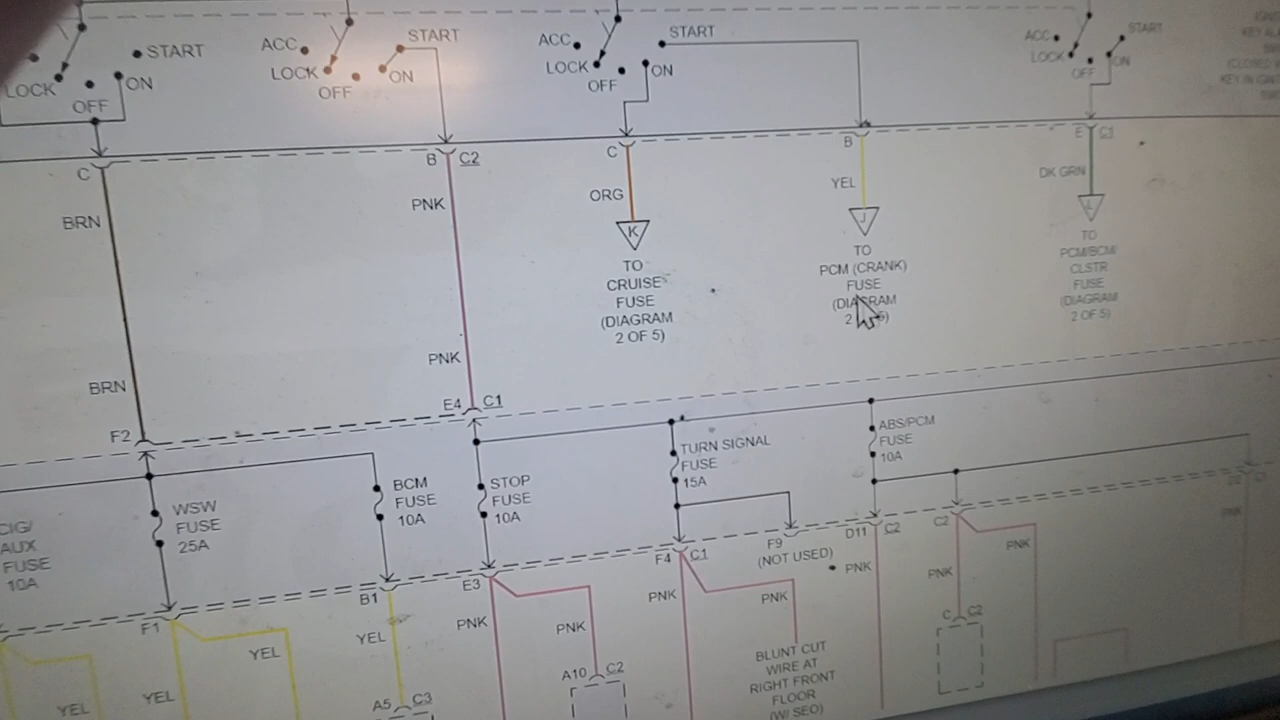 START
ACC
LOCK
OFF
ON
START
ACC
LOCK
OFF
ON
START
ACC
LOCK
OFF
ON
START
LOCK
OFF
ON
KEY IN
C
B C2
C
B
E C1
BRN
PNK
ORG
YEL
DK GRN
K
J
L
TO
CRUISE
FUSE
(DIAGRAM
2 OF 5)
TO
PCM (CRANK)
FUSE
TO
PCM/BCM/
CLSTR
FUSE
(DIAGRAM
2 OF 5)
BRN
PNK
F2
E4 C1
CIG/
AUX
FUSE
10A
WSW
FUSE
25A
BCM
FUSE
10A
STOP
FUSE
10A
TURN SIGNAL
FUSE
15A
ABS/PCM
FUSE
10A
F1
B1
E3
F4 C1
F9
(NOT USED)
D11 C2
C2
D11
PNK
YEL
YEL
YEL
YEL
PNK
PNK
PNK
PNK
PNK
PNK
PNK
A5 C3
A10 C2
C C2
BLUNT CUT
WIRE AT
RIGHT FRONT
FLOOR
(W/ SEO)